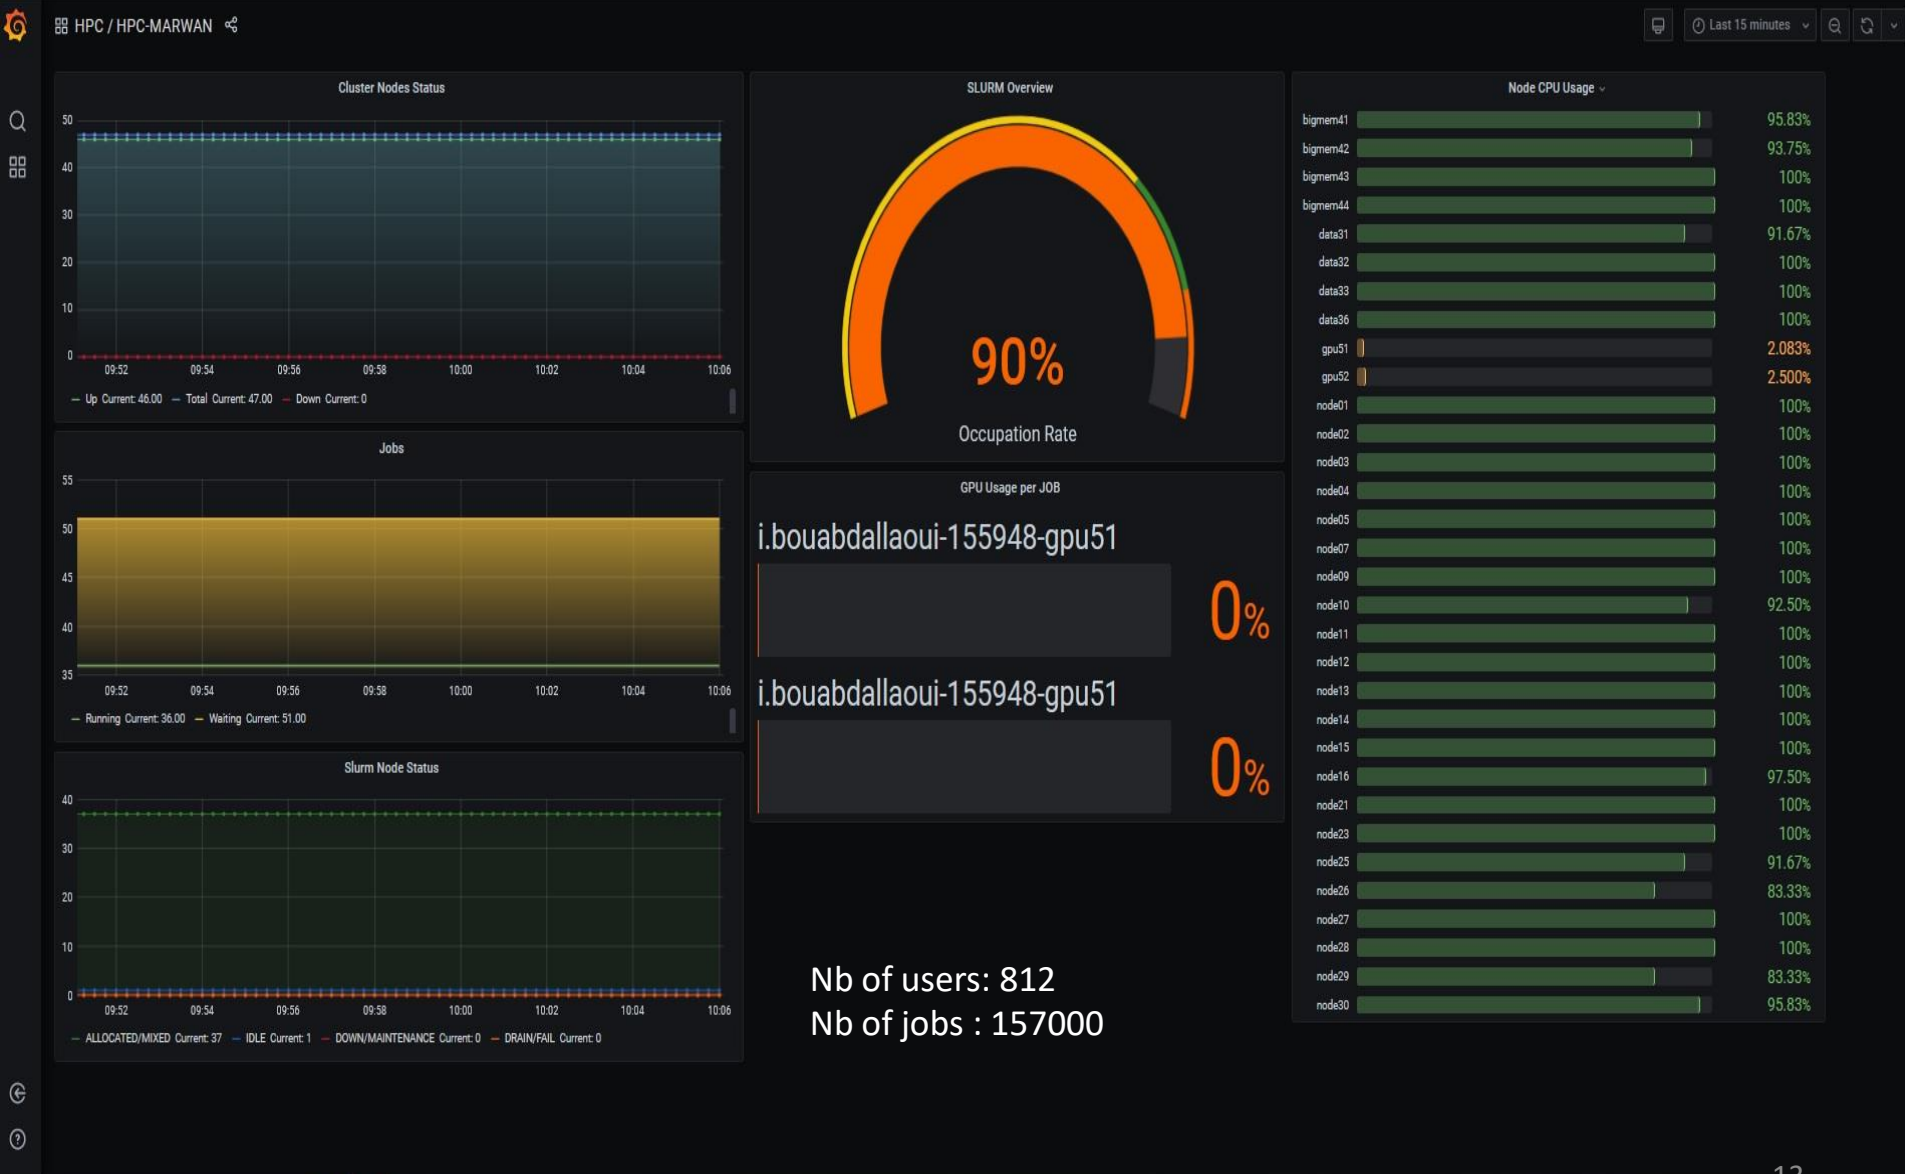 HPC / HPC-MARWAN
Last 15 minutes
Cluster Nodes Status
50
40
30
20
10
0
09:52 09:54 09:56 09:58 10:00 10:02 10:04 10:06
Up Current: 46.00 Total Current: 47.00 Down Current: 0
Jobs
55
50
45
40
35
09:52 09:54 09:56 09:58 10:00 10:02 10:04 10:06
Running Current: 36.00 Waiting Current: 51.00
Slurm Node Status
40
30
20
10
0
09:52 09:54 09:56 09:58 10:00 10:02 10:04 10:06
ALLOCATED/MIXED Current: 37 IDLE Current: 1 DOWN/MAINTENANCE Current: 0 DRAIN/FAIL Current: 0
SLURM Overview
90%
Occupation Rate
GPU Usage per JOB
i.bouabdallaoui-155948-gpu51
0%
i.bouabdallaoui-155948-gpu51
0%
Nb of users: 812
Nb of jobs : 157000
Node CPU Usage
bigmem41 95.83%
bigmem42 93.75%
bigmem43 100%
bigmem44 100%
data31 91.67%
data32 100%
data33 100%
data36 100%
gpu51 2.083%
gpu52 2.500%
node01 100%
node02 100%
node03 100%
node04 100%
node05 100%
node07 100%
node09 100%
node10 92.50%
node11 100%
node12 100%
node13 100%
node14 100%
node15 100%
node16 97.50%
node21 100%
node23 100%
node25 91.67%
node26 83.33%
node27 100%
node28 100%
node29 83.33%
node30 95.83%